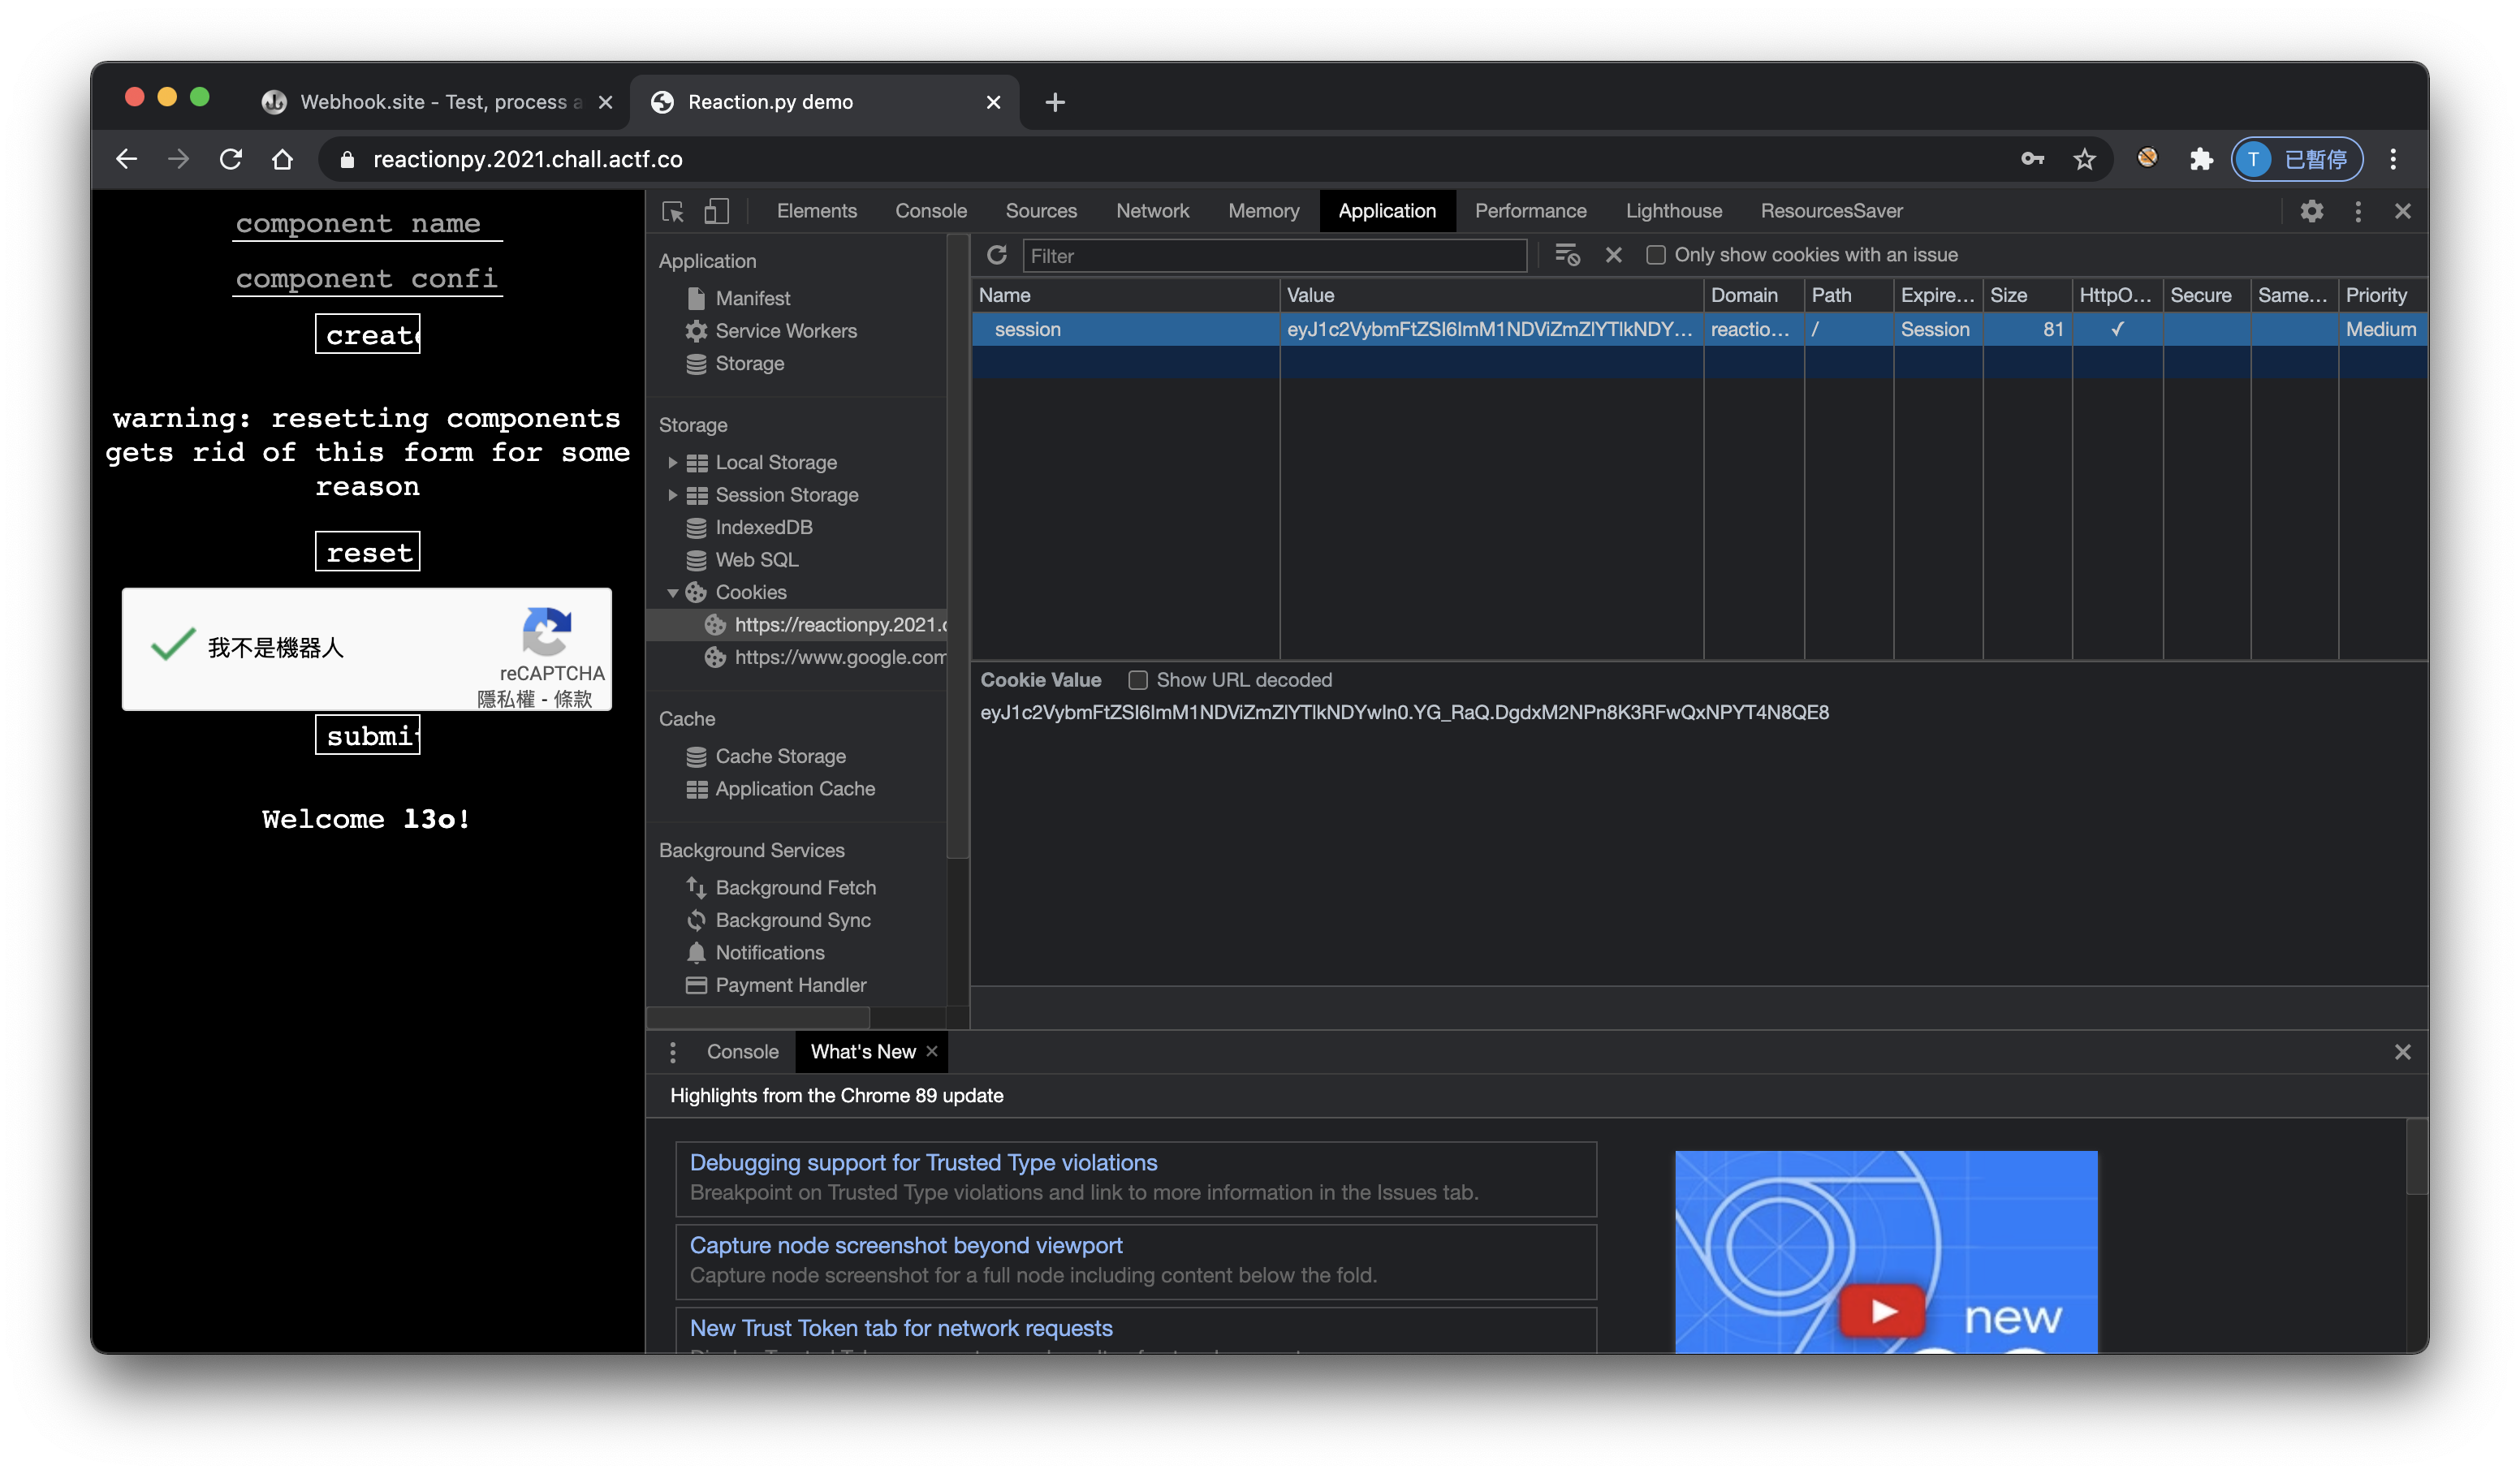 Webhook.site - Test, process a
Reaction.py demo
reactionpy.2021.chall.actf.co
T 已暫停
component name
component confi
create
warning: resetting components
gets rid of this form for some
reason
reset
我不是機器人
reCAPTCHA
隱私權 - 條款
submit
Welcome l3o!
Elements Console Sources Network Memory Application Performance Lighthouse ResourcesSaver
Application
Manifest
Service Workers
Storage
Storage
Local Storage
Session Storage
IndexedDB
Web SQL
Cookies
https://reactionpy.2021.c
https://www.google.com
Cache
Cache Storage
Application Cache
Background Services
Background Fetch
Background Sync
Notifications
Payment Handler
Filter
Only show cookies with an issue
Name Value Domain Path Expire... Size HttpO... Secure Same... Priority
session eyJ1c2VybmFtZSI6ImM1NDViZmZlYTlkNDY... reactio... / Session 81 ✓ Medium
Cookie Value Show URL decoded
eyJ1c2VybmFtZSI6ImM1NDViZmZlYTlkNDYwIn0.YG_RaQ.DgdxM2NPn8K3RFwQxNPYT4N8QE8
Console What's New
Highlights from the Chrome 89 update
Debugging support for Trusted Type violations
Breakpoint on Trusted Type violations and link to more information in the Issues tab.
Capture node screenshot beyond viewport
Capture node screenshot for a full node including content below the fold.
New Trust Token tab for network requests
new